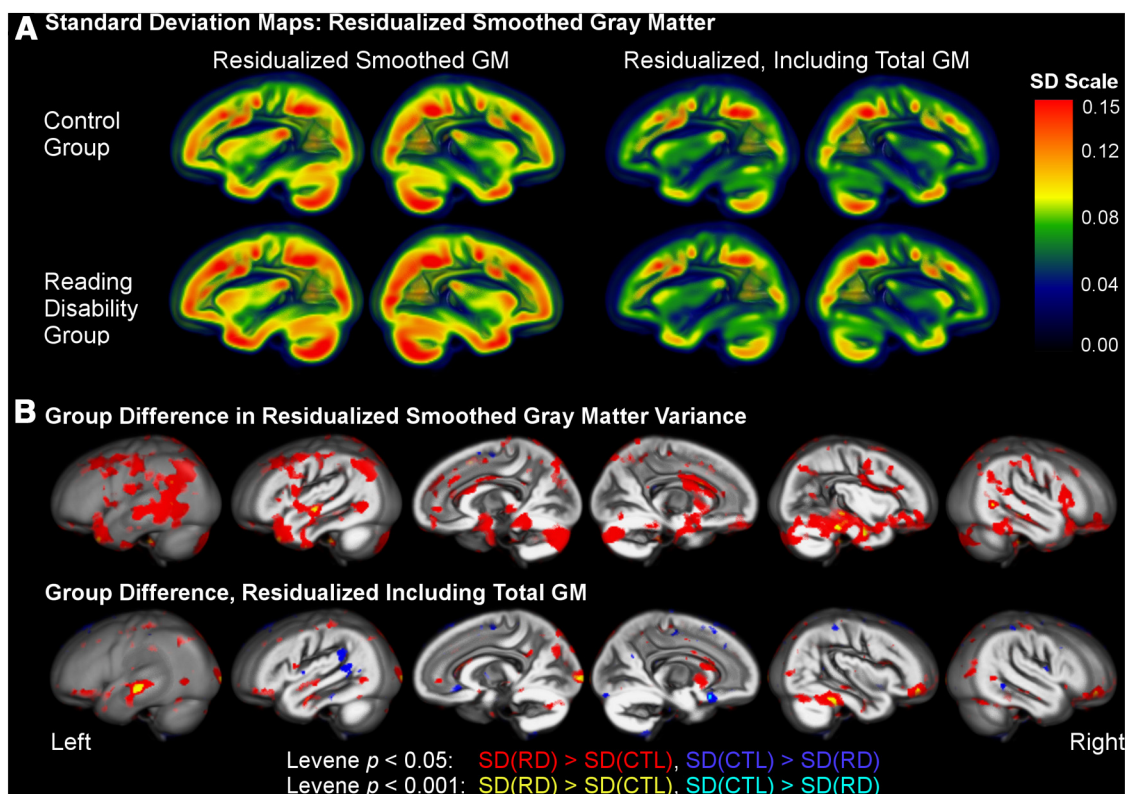 A Standard Deviation Maps: Residualized Smoothed Gray Matter
Residualized Smoothed GM
Residualized, Including Total GM
SD Scale
Control
Group
Reading
Disability
Group
0.15
0.12
0.08
0.04
0.00
B Group Difference in Residualized Smoothed Gray Matter Variance
Group Difference, Residualized Including Total GM
Left
Right
Levene p < 0.05: SD(RD) > SD(CTL), SD(CTL) > SD(RD)
Levene p < 0.001: SD(RD) > SD(CTL), SD(CTL) > SD(RD)